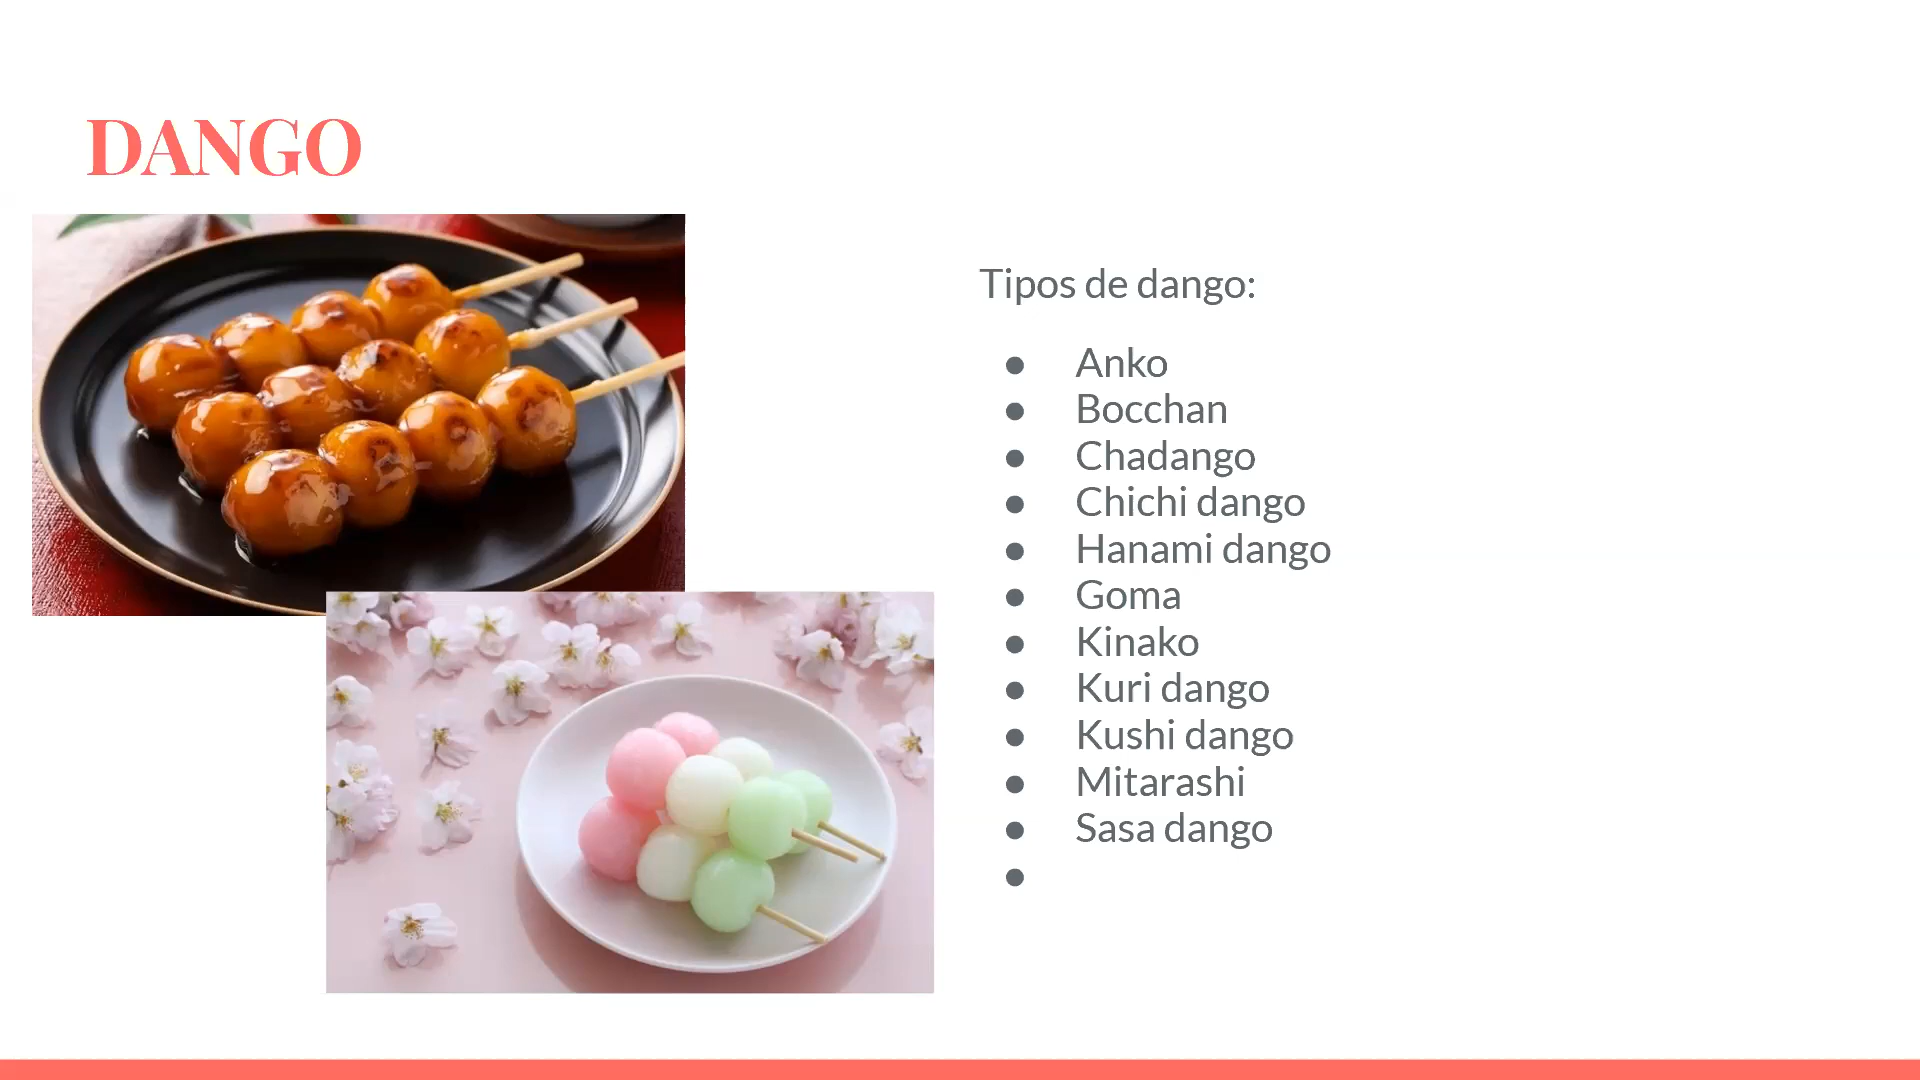 DANGO
Tipos de dango:
● Anko
● Bocchan
● Chadango
● Chichi dango
● Hanami dango
● Goma
● Kinako
● Kuri dango
● Kushi dango
● Mitarashi
● Sasa dango
●